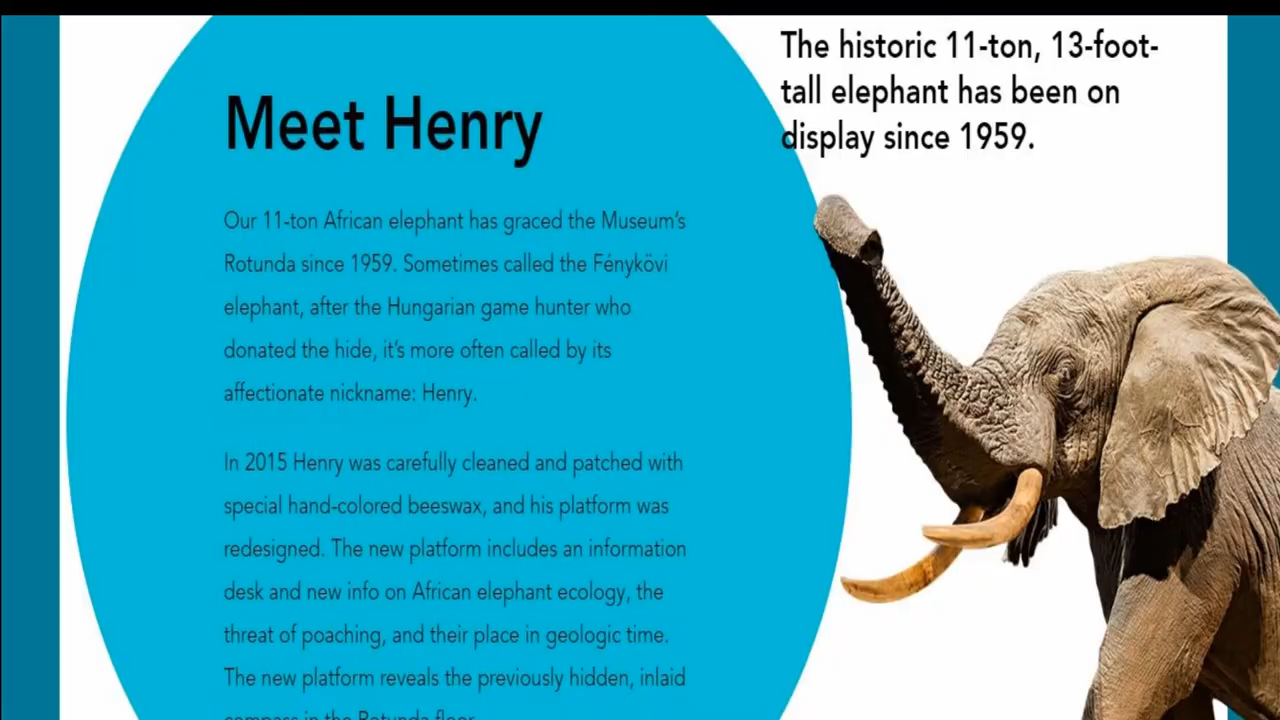 Meet Henry
Our 11-ton African elephant has graced the Museum's
Rotunda since 1959. Sometimes called the Fénykövi
elephant, after the Hungarian game hunter who
donated the hide, it's more often called by its
affectionate nickname: Henry.
In 2015 Henry was carefully cleaned and patched with
special hand-colored beeswax, and his platform was
redesigned. The new platform includes an information
desk and new info on African elephant ecology, the
threat of poaching, and their place in geologic time.
The new platform reveals the previously hidden, inlaid
compass in the Rotunda floor.
The historic 11-ton, 13-foot-
tall elephant has been on
display since 1959.